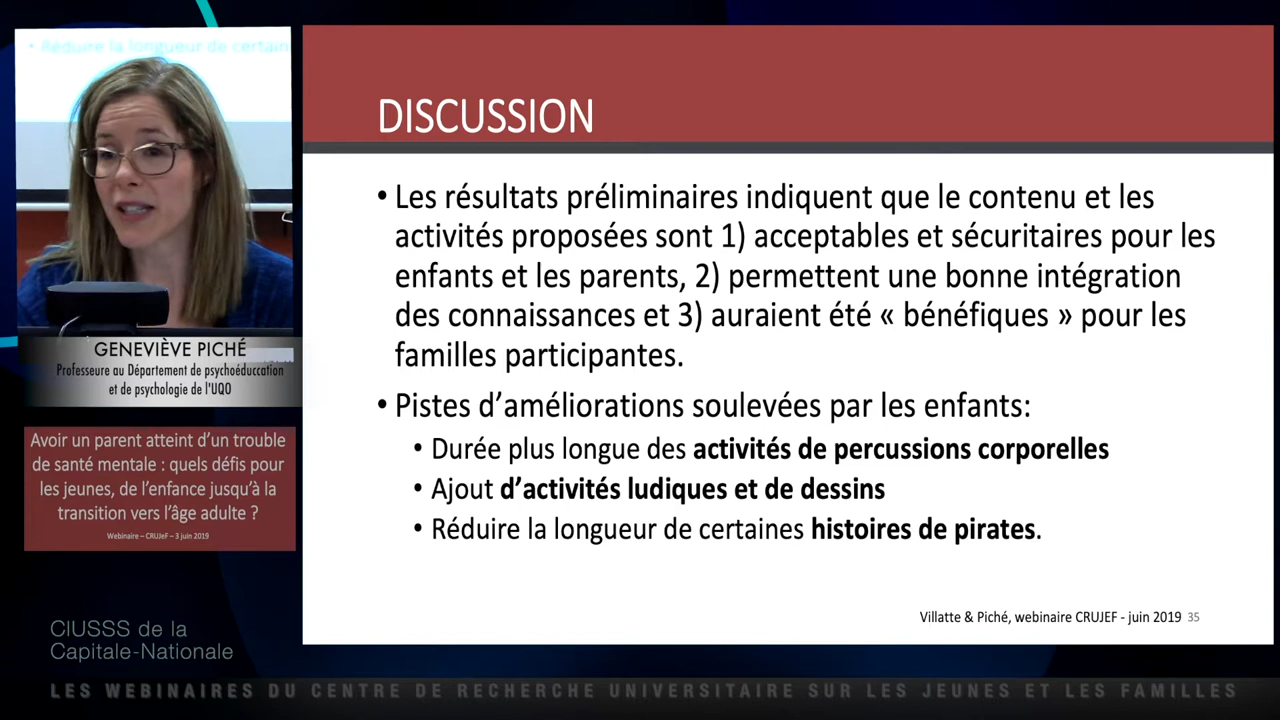 • Réduire la longueur de certain
GENEVIÈVE PICHÉ
Professeure au Département de psychoéduccation
et de psychologie de l'UQO
Avoir un parent atteint d'un trouble
de santé mentale : quels défis pour
les jeunes, de l'enfance jusqu'à la
transition vers l'âge adulte ?
Webinaire – CRUJeF – 3 juin 2019
CIUSSS de la
Capitale-Nationale
DISCUSSION
• Les résultats préliminaires indiquent que le contenu et les
activités proposées sont 1) acceptables et sécuritaires pour les
enfants et les parents, 2) permettent une bonne intégration
des connaissances et 3) auraient été « bénéfiques » pour les
familles participantes.
• Pistes d'améliorations soulevées par les enfants:
• Durée plus longue des activités de percussions corporelles
• Ajout d'activités ludiques et de dessins
• Réduire la longueur de certaines histoires de pirates.
Villatte & Piché, webinaire CRUJEF - juin 2019 35
LES WEBINAIRES DU CENTRE DE RECHERCHE UNIVERSITAIRE SUR LES JEUNES ET LES FAMILLES